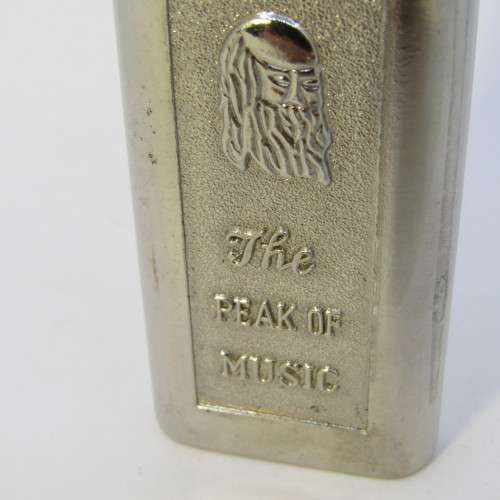 The
PEAK OF
MUSIC